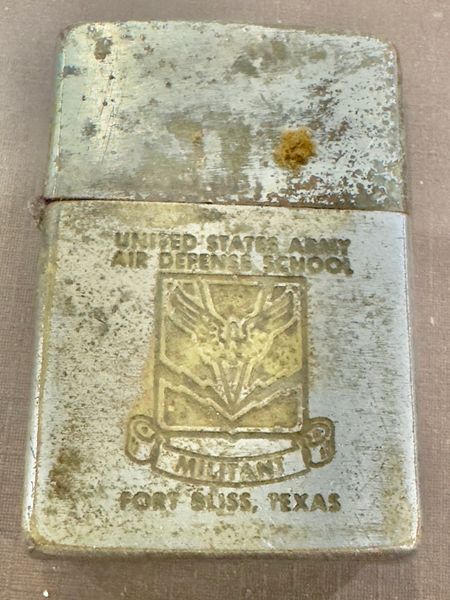 UNITED STATES ARMY
AIR DEFENSE SCHOOL
MILITANT
FORT BLISS, TEXAS